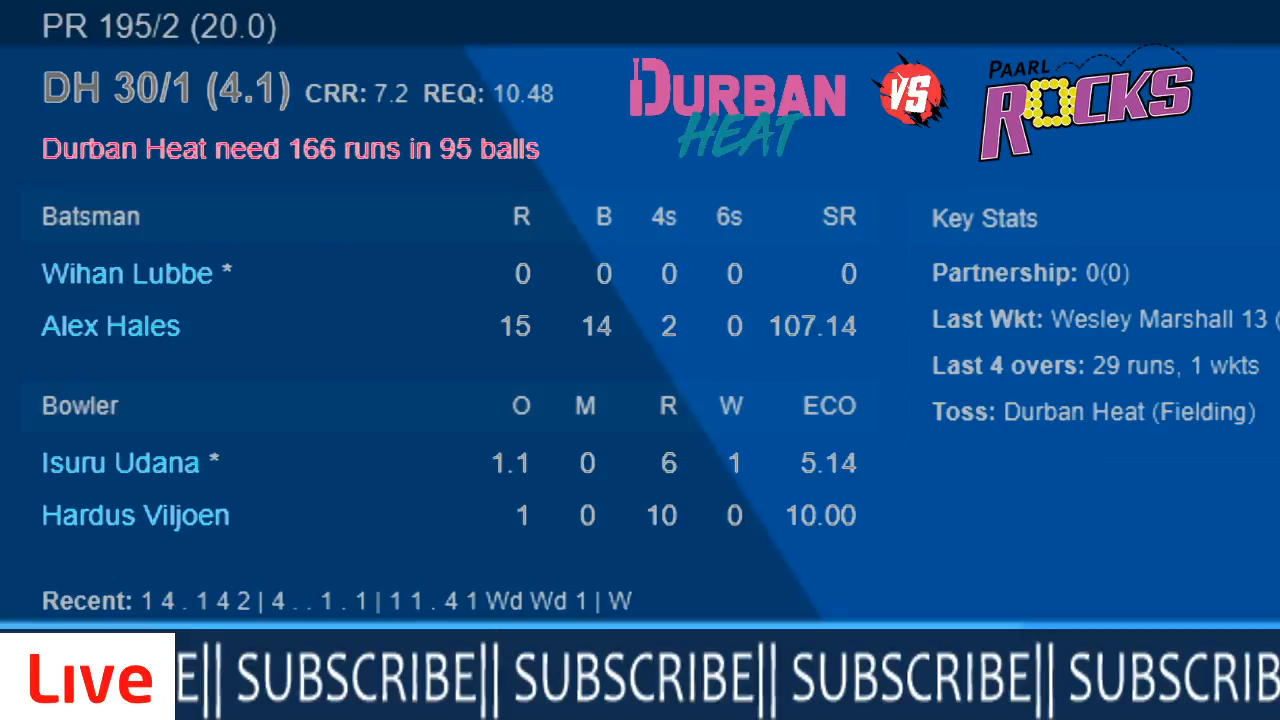 PR 195/2 (20.0)
DH 30/1 (4.1) CRR: 7.2 REQ: 10.48
Durban Heat need 166 runs in 95 balls
DURBAN HEAT
VS
PAARL ROCKS
Batsman R B 4s 6s SR
Wihan Lubbe * 0 0 0 0 0
Alex Hales 15 14 2 0 107.14
Bowler O M R W ECO
Isuru Udana * 1.1 0 6 1 5.14
Hardus Viljoen 1 0 10 0 10.00
Key Stats
Partnership: 0(0)
Last Wkt: Wesley Marshall 13 (
Last 4 overs: 29 runs, 1 wkts
Toss: Durban Heat (Fielding)
Recent: 1 4 . 1 4 2 | 4 . . 1 . 1 | 1 1 . 4 1 Wd Wd 1 | W
Live E|| SUBSCRIBE|| SUBSCRIBE|| SUBSCRIBE|| SUBSCRIB